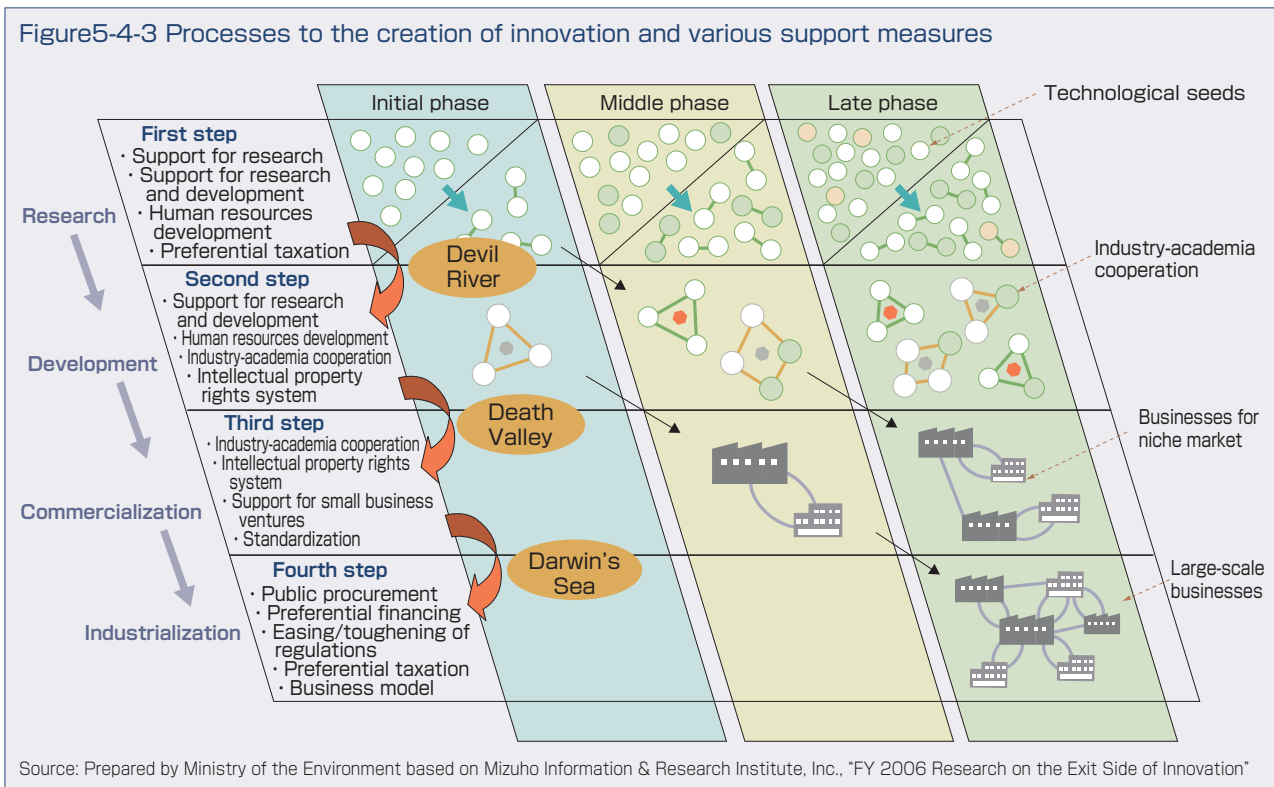 Figure5-4-3 Processes to the creation of innovation and various support measures
Initial phase
Middle phase
Late phase
Technological seeds
First step
· Support for research
· Support for research
and development
· Human resources
development
· Preferential taxation
Research
Devil
River
Industry-academia
cooperation
Second step
· Support for research
and development
· Human resources development
· Industry-academia cooperation
· Intellectual property
rights system
Development
Death
Valley
Businesses for
niche market
Third step
· Industry-academia cooperation
· Intellectual property rights
system
· Support for small business
ventures
· Standardization
Commercialization
Darwin's
Sea
Large-scale
businesses
Fourth step
· Public procurement
· Preferential financing
· Easing/toughening of
regulations
· Preferential taxation
· Business model
Industrialization
Source: Prepared by Ministry of the Environment based on Mizuho Information & Research Institute, Inc., "FY 2006 Research on the Exit Side of Innovation"